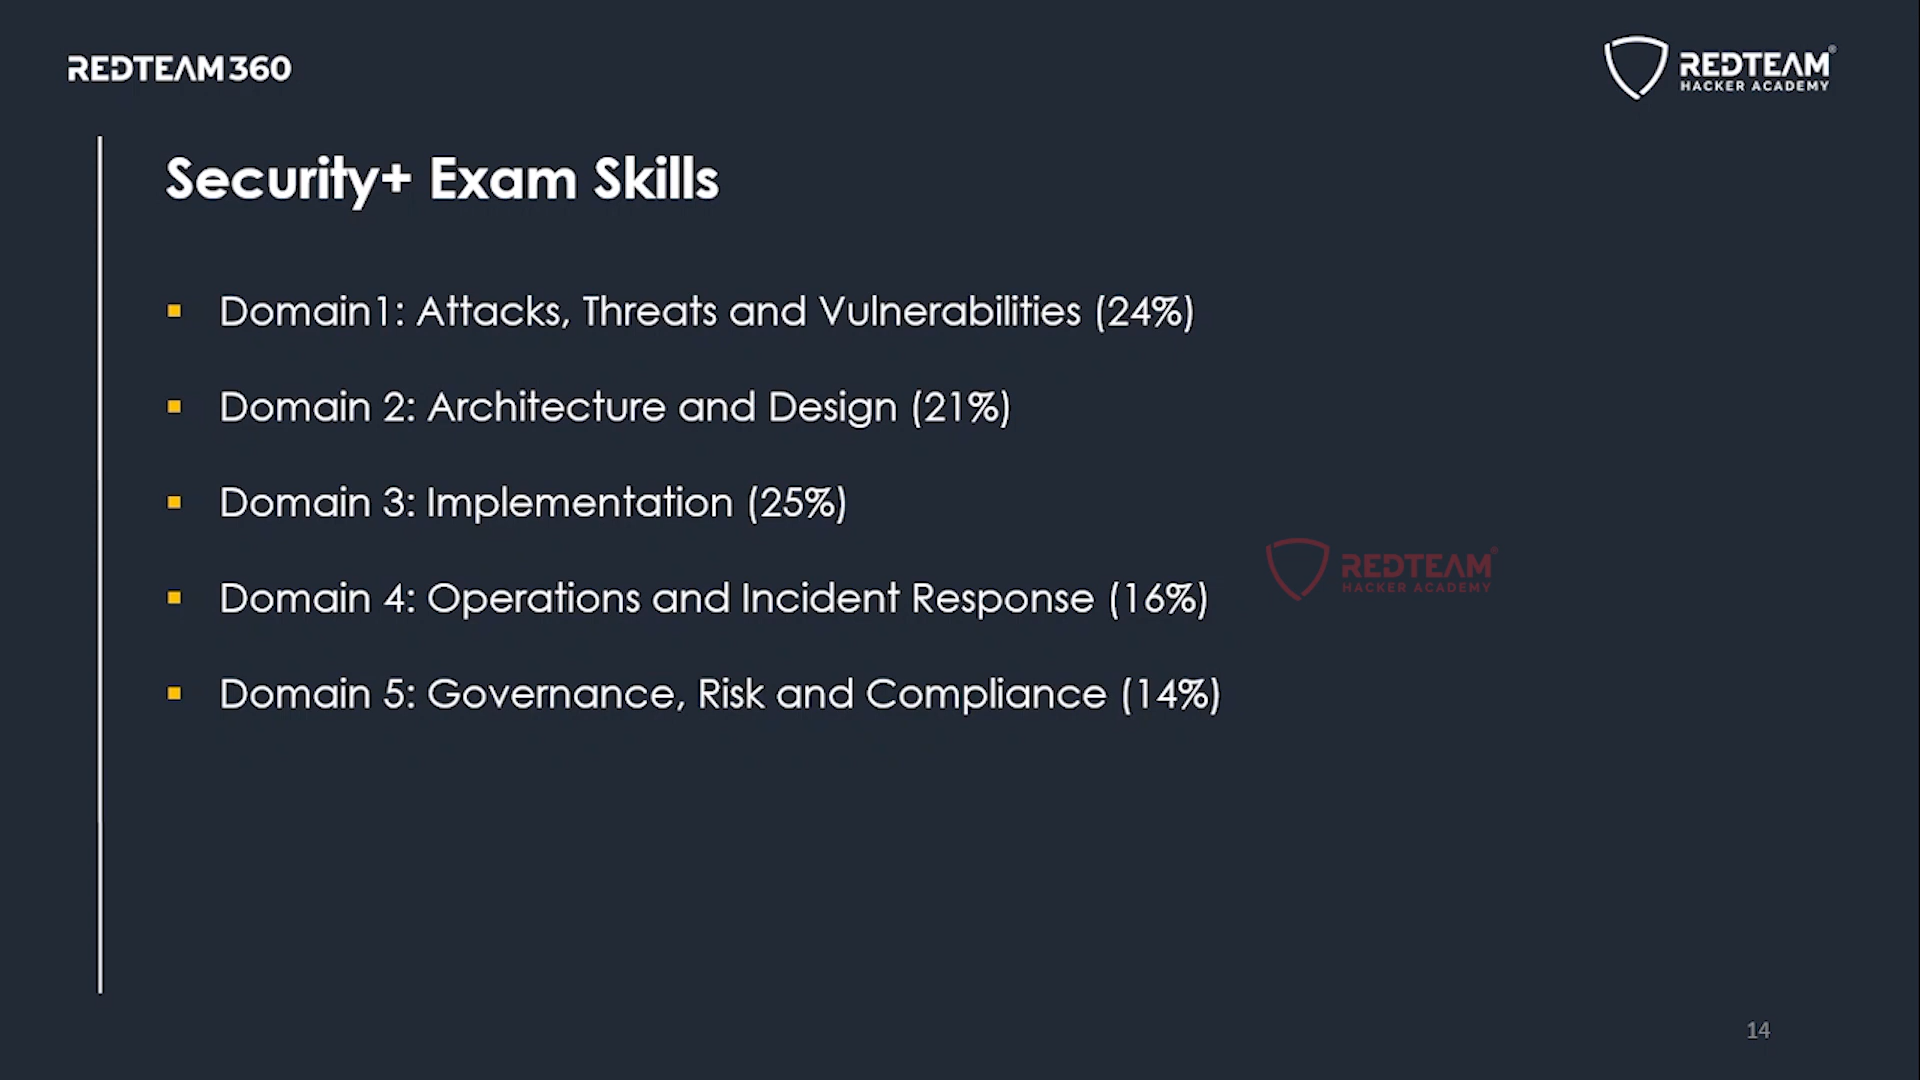 REDTEAM360
REDTEAM®
HACKER ACADEMY
Security+ Exam Skills
▪ Domain1: Attacks, Threats and Vulnerabilities (24%)
▪ Domain 2: Architecture and Design (21%)
▪ Domain 3: Implementation (25%)
▪ Domain 4: Operations and Incident Response (16%)
▪ Domain 5: Governance, Risk and Compliance (14%)
REDTEAM®
HACKER ACADEMY
14